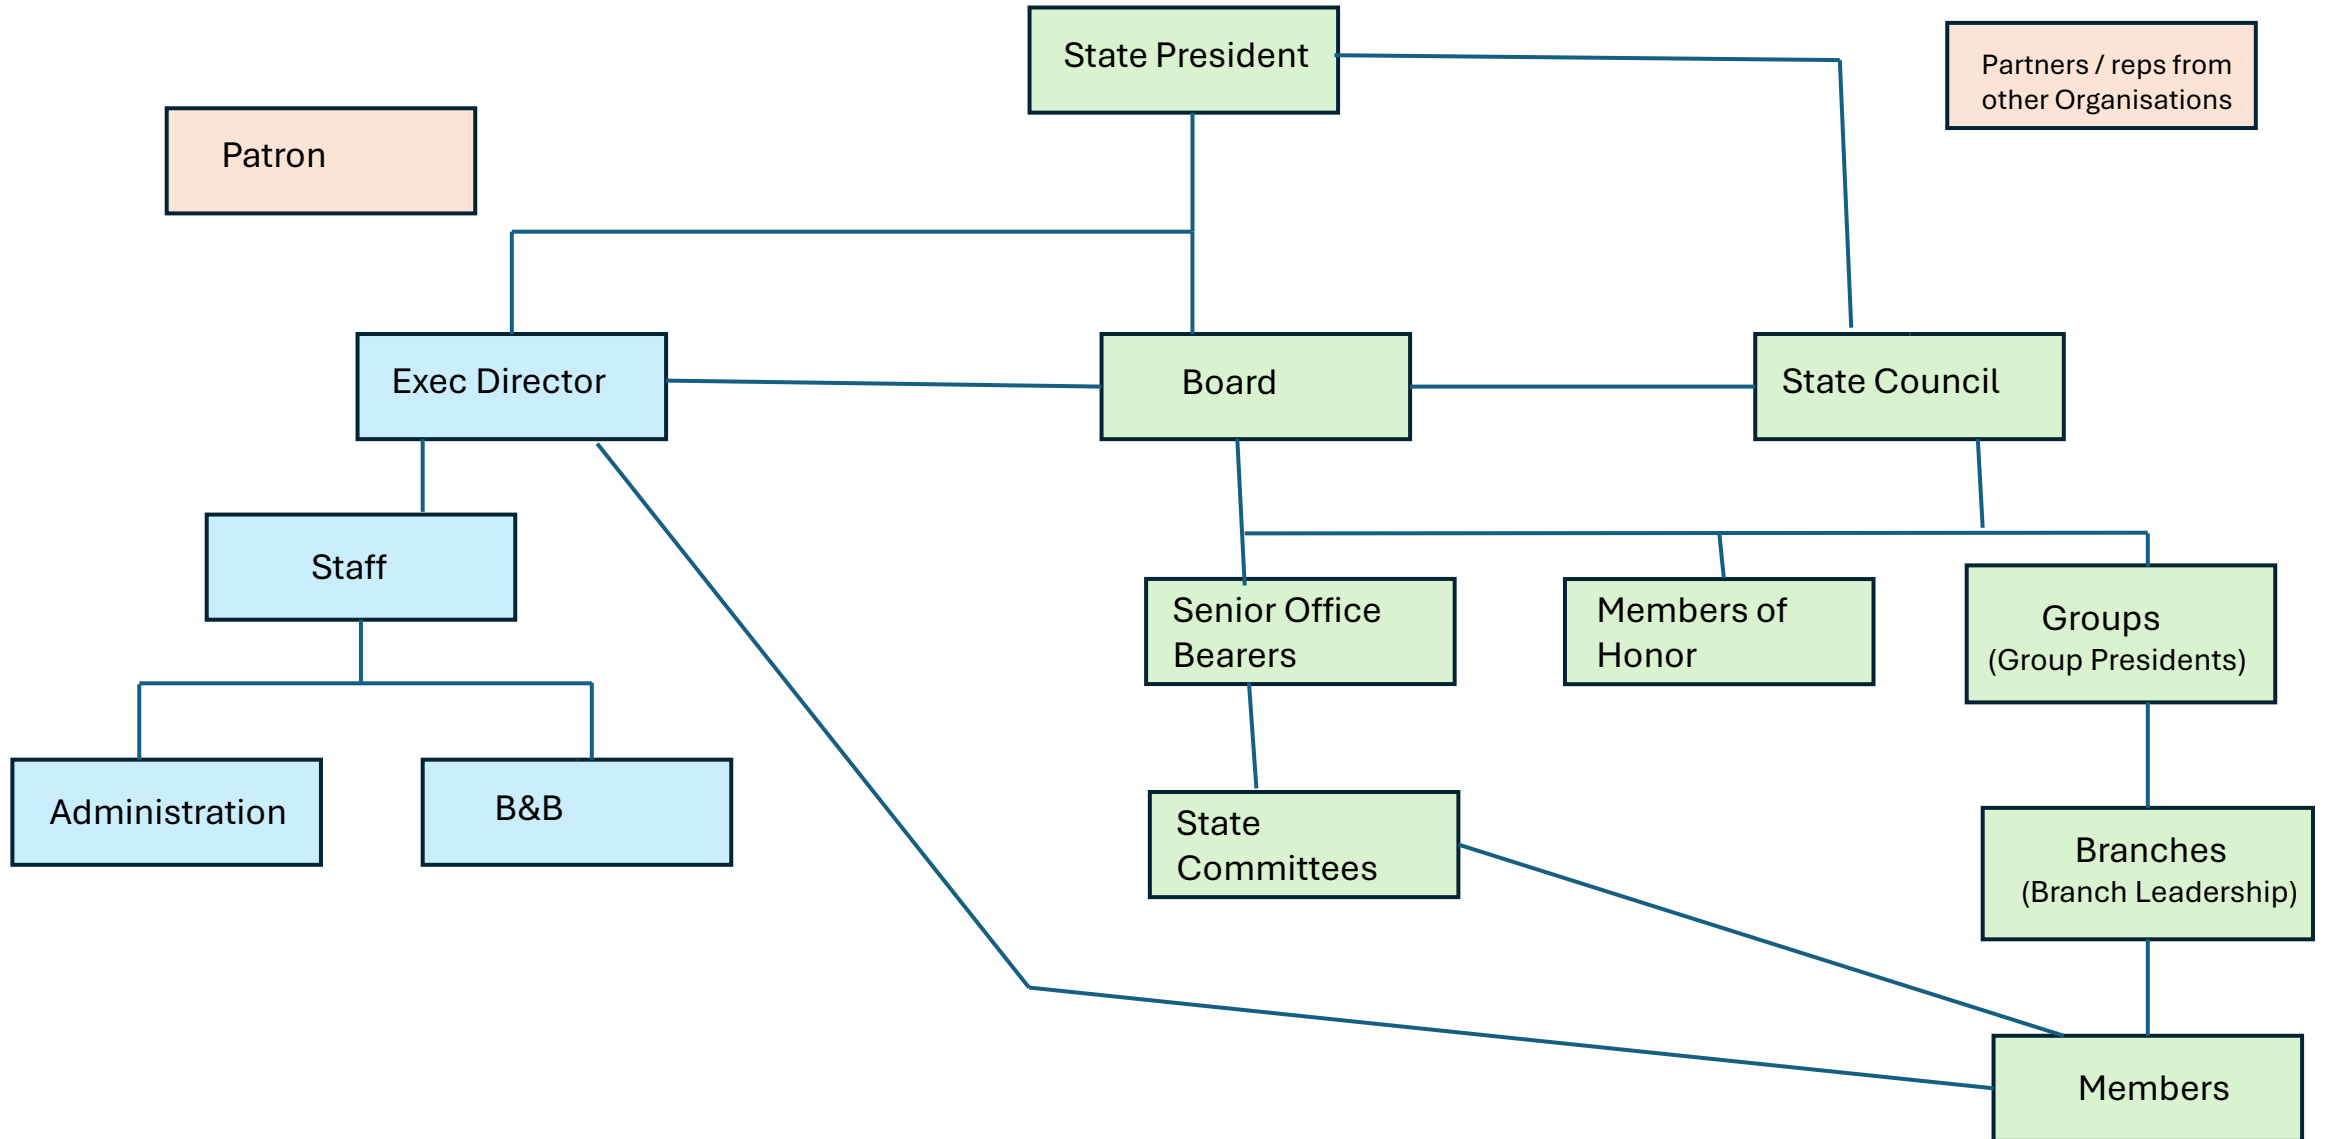 State President
Partners / reps from
other Organisations
Patron
Exec Director
Board
State Council
Staff
Senior Office
Bearers
Members of
Honor
Groups
(Group Presidents)
Administration
B&B
State
Committees
Branches
(Branch Leadership)
Members